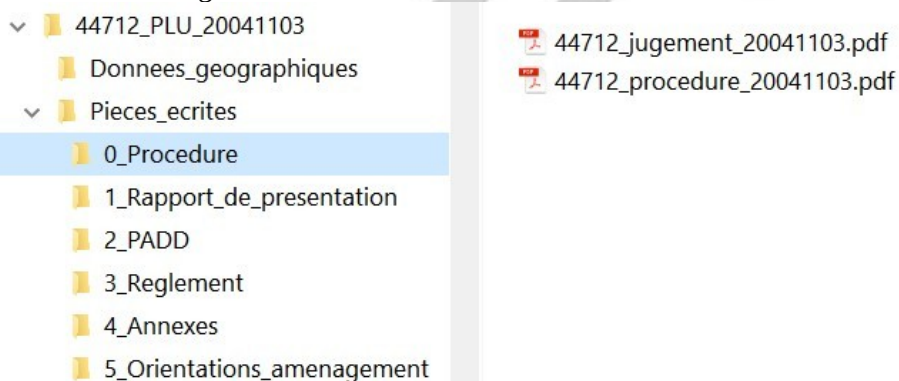 44712_PLU_20041103
Donnees_geographiques
Pieces_ecrites
0_Procedure
1_Rapport_de_presentation
2_PADD
3_Reglement
4_Annexes
5_Orientations_amenagement
44712_jugement_20041103.pdf
44712_procedure_20041103.pdf